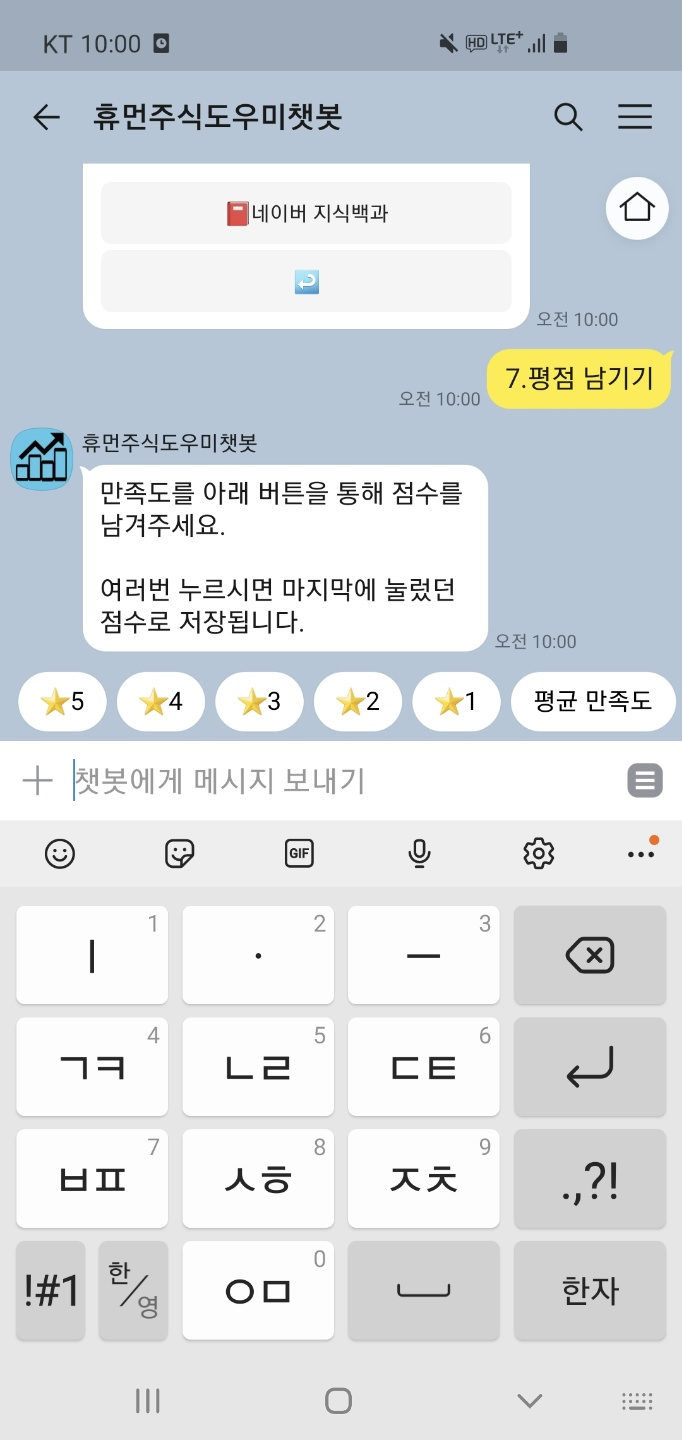 KT 10:00
HD LTE+
휴먼주식도우미챗봇
📕네이버 지식백과
↩
오전 10:00
7.평점 남기기
오전 10:00
휴먼주식도우미챗봇
만족도를 아래 버튼을 통해 점수를
남겨주세요.
여러번 누르시면 마지막에 눌렀던
점수로 저장됩니다.
오전 10:00
⭐5 ⭐4 ⭐3 ⭐2 ⭐1 평균 만족도
챗봇에게 메시지 보내기
GIF
ㅣ 1 · 2 ㅡ 3
ㄱㅋ 4 ㄴㄹ 5 ㄷㅌ 6
ㅂㅍ 7 ㅅㅎ 8 ㅈㅊ 9 .,?!
!#1 한/영 ㅇㅁ 0 한자